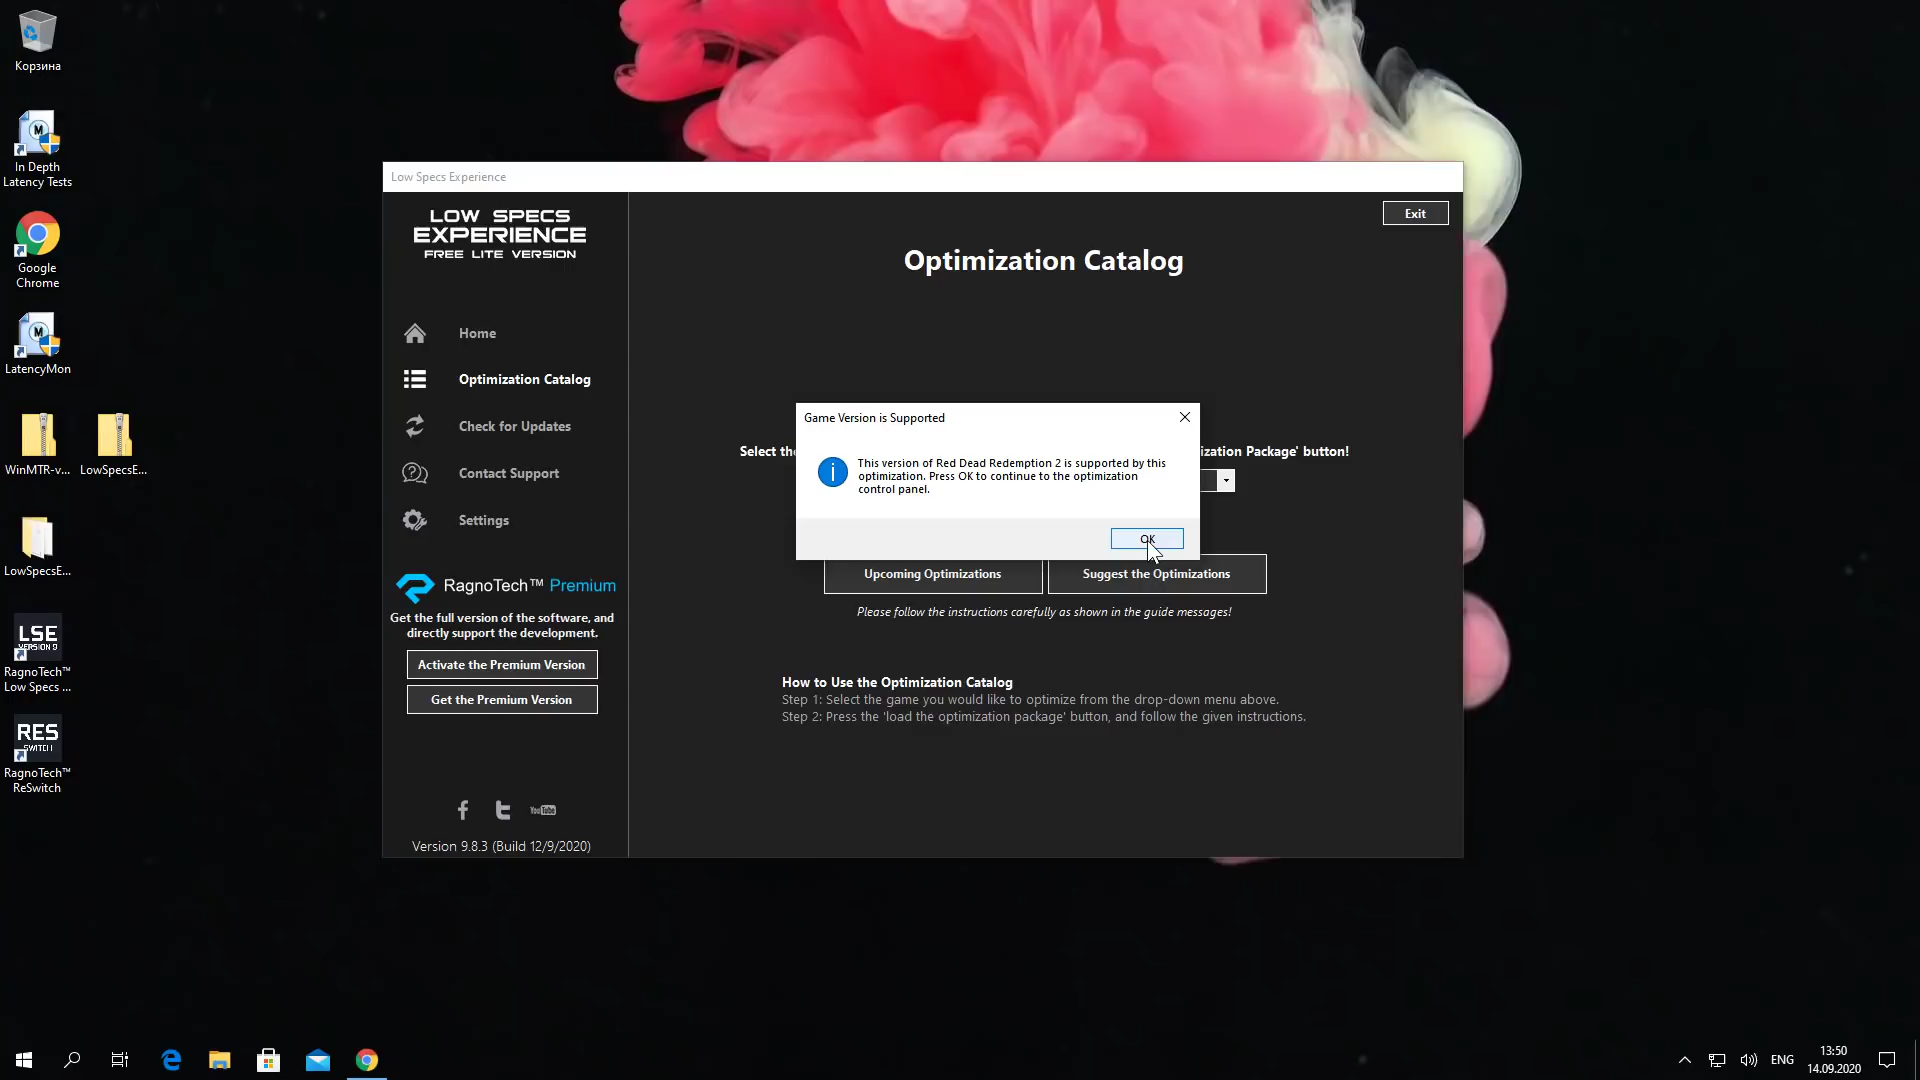 Корзина
In Depth
Latency Tests
Google
Chrome
LatencyMon
WinMTR-v...
LowSpecsE...
LowSpecsE...
LSE
VERSION 9
RagnoTech™
Low Specs ...
RES
SWITCH
RagnoTech™
ReSwitch
Low Specs Experience
LOW SPECS
EXPERIENCE
FREE LITE VERSION
Home
Optimization Catalog
Check for Updates
Contact Support
Settings
RagnoTech™ Premium
Get the full version of the software, and
directly support the development.
Activate the Premium Version
Get the Premium Version
Version 9.8.3 (Build 12/9/2020)
Exit
Optimization Catalog
Select the
ization Package' button!
Game Version is Supported
This version of Red Dead Redemption 2 is supported by this
optimization. Press OK to continue to the optimization
control panel.
OK
Upcoming Optimizations
Suggest the Optimizations
Please follow the instructions carefully as shown in the guide messages!
How to Use the Optimization Catalog
Step 1: Select the game you would like to optimize from the drop-down menu above.
Step 2: Press the 'load the optimization package' button, and follow the given instructions.
You Tube
ENG
13:50
14.09.2020